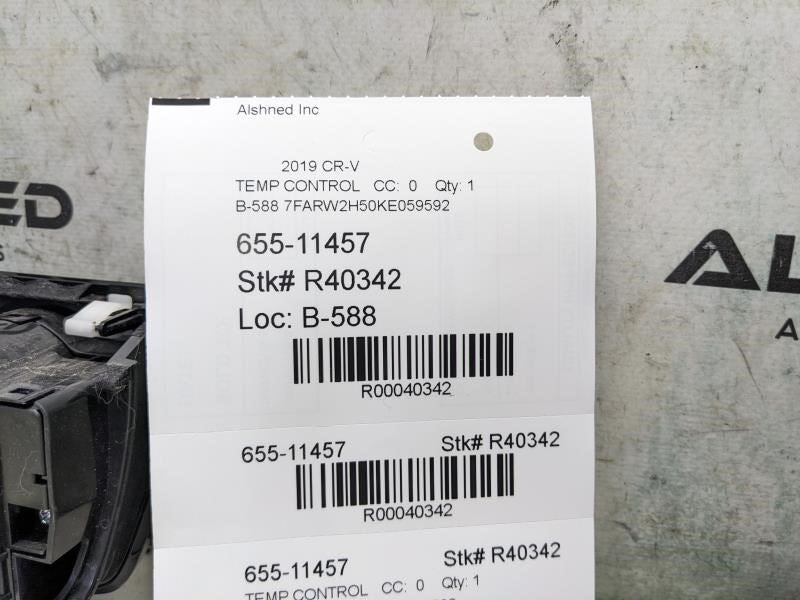 Alshned Inc
2019 CR-V
TEMP CONTROL CC: 0 Qty: 1
B-588 7FARW2H50KE059592
655-11457
Stk# R40342
Loc: B-588
R00040342
655-11457 Stk# R40342
R00040342
655-11457 Stk# R40342
TEMP CONTROL CC: 0 Qty: 1
ED
S
AL
A